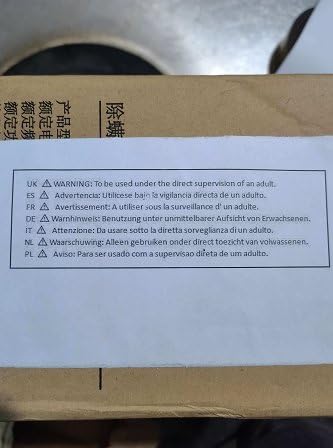 除螨
产品型
额定电
额定频
额定功
UK ⚠ WARNING: To be used under the direct supervision of an adult.
ES ⚠ Advertencia: Utilicese bajo la vigilancia directa de un adulto.
FR ⚠ Avertissement: A utiliser sous la surveillance d' un adulte.
DE ⚠ Warnhinweis: Benutzung unter unmittelbarer Aufsicht von Erwachsenen.
IT ⚠ Attenzione: Da usare sotto la diretta sorveglianza di un adulto.
NL ⚠ Waarschuwing: Alleen gebruiken onder direct toezicht van volwassenen.
PL ⚠ Aviso: Para ser usado com a supervisao direta de um adulto.